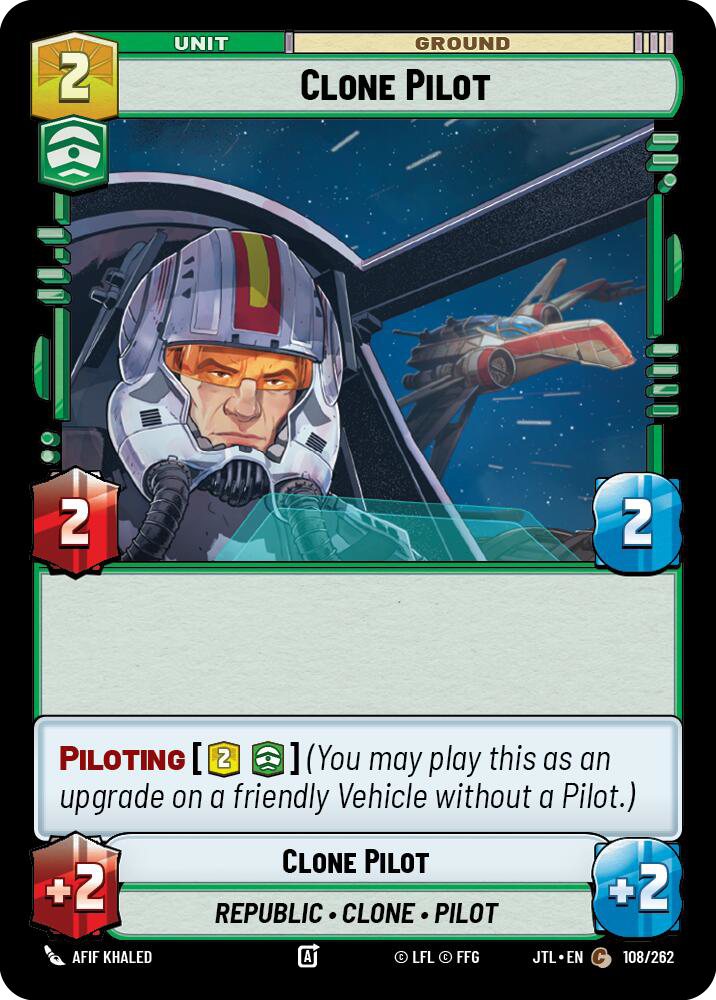 UNIT
GROUND
2
CLONE PILOT
2
2
PILOTING [2] (You may play this as an
upgrade on a friendly Vehicle without a Pilot.)
CLONE PILOT
+2
+2
REPUBLIC • CLONE • PILOT
AFIF KHALED
A
© LFL © FFG
JTL • EN
C
108/262